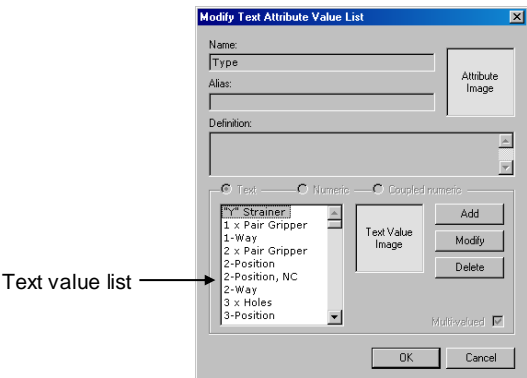 Modify Text Attribute Value List
Name:
Type
Attribute
Image
Alias:
Definition:
Text Numeric Coupled numeric
"Y" Strainer
1 x Pair Gripper
1-Way
2 x Pair Gripper
2-Position
2-Position, NC
2-Way
3 x Holes
3-Position
Text Value
Image
Add
Modify
Delete
Text value list
Multi-valued
OK Cancel